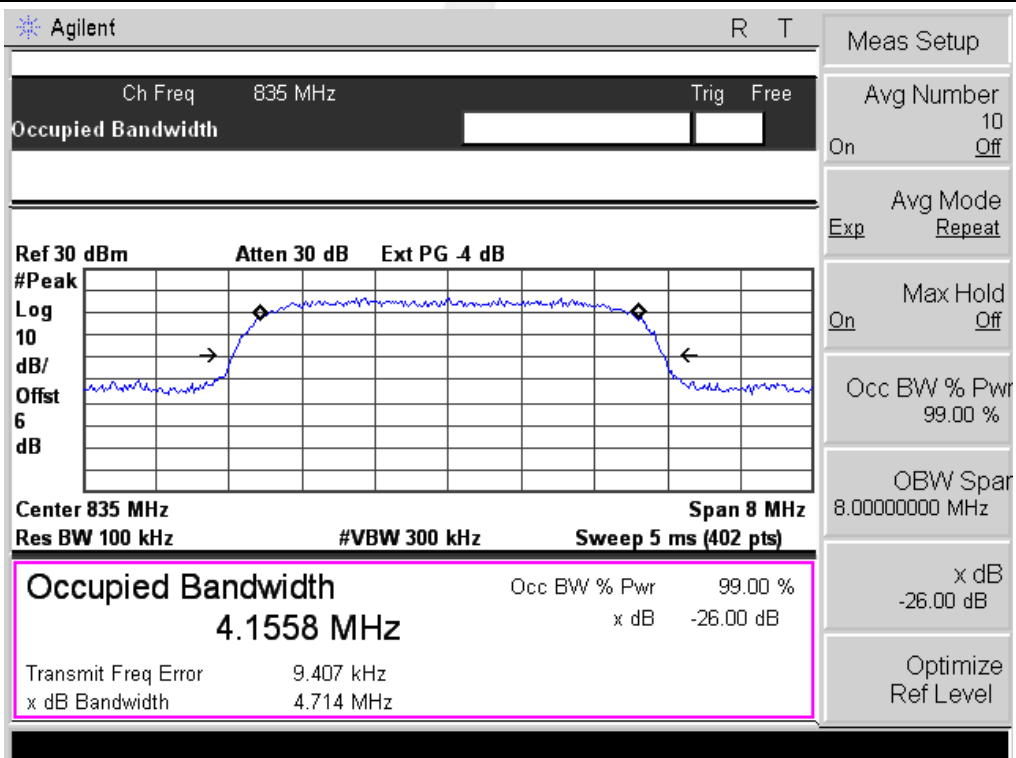 Agilent R T
Ch Freq 835 MHz Trig Free
Occupied Bandwidth
Ref 30 dBm Atten 30 dB Ext PG -4 dB
#Peak
Log
10
dB/
Offst
6
dB
Center 835 MHz Span 8 MHz
Res BW 100 kHz #VBW 300 kHz Sweep 5 ms (402 pts)
Occupied Bandwidth Occ BW % Pwr 99.00 %
4.1558 MHz x dB -26.00 dB
Transmit Freq Error 9.407 kHz
x dB Bandwidth 4.714 MHz
Meas Setup
Avg Number
10
On Off
Avg Mode
Exp Repeat
Max Hold
On Off
Occ BW % Pwr
99.00 %
OBW Span
8.00000000 MHz
x dB
-26.00 dB
Optimize
Ref Level